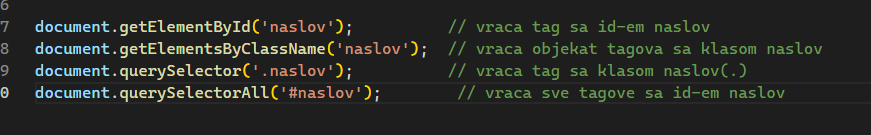 6
7 document.getElementById('naslov'); // vraca tag sa id-em naslov
8 document.getElementsByClassName('naslov'); // vraca objekat tagova sa klasom naslov
9 document.querySelector('.naslov'); // vraca tag sa klasom naslov(.)
0 document.querySelectorAll('#naslov'); // vraca sve tagove sa id-em naslov